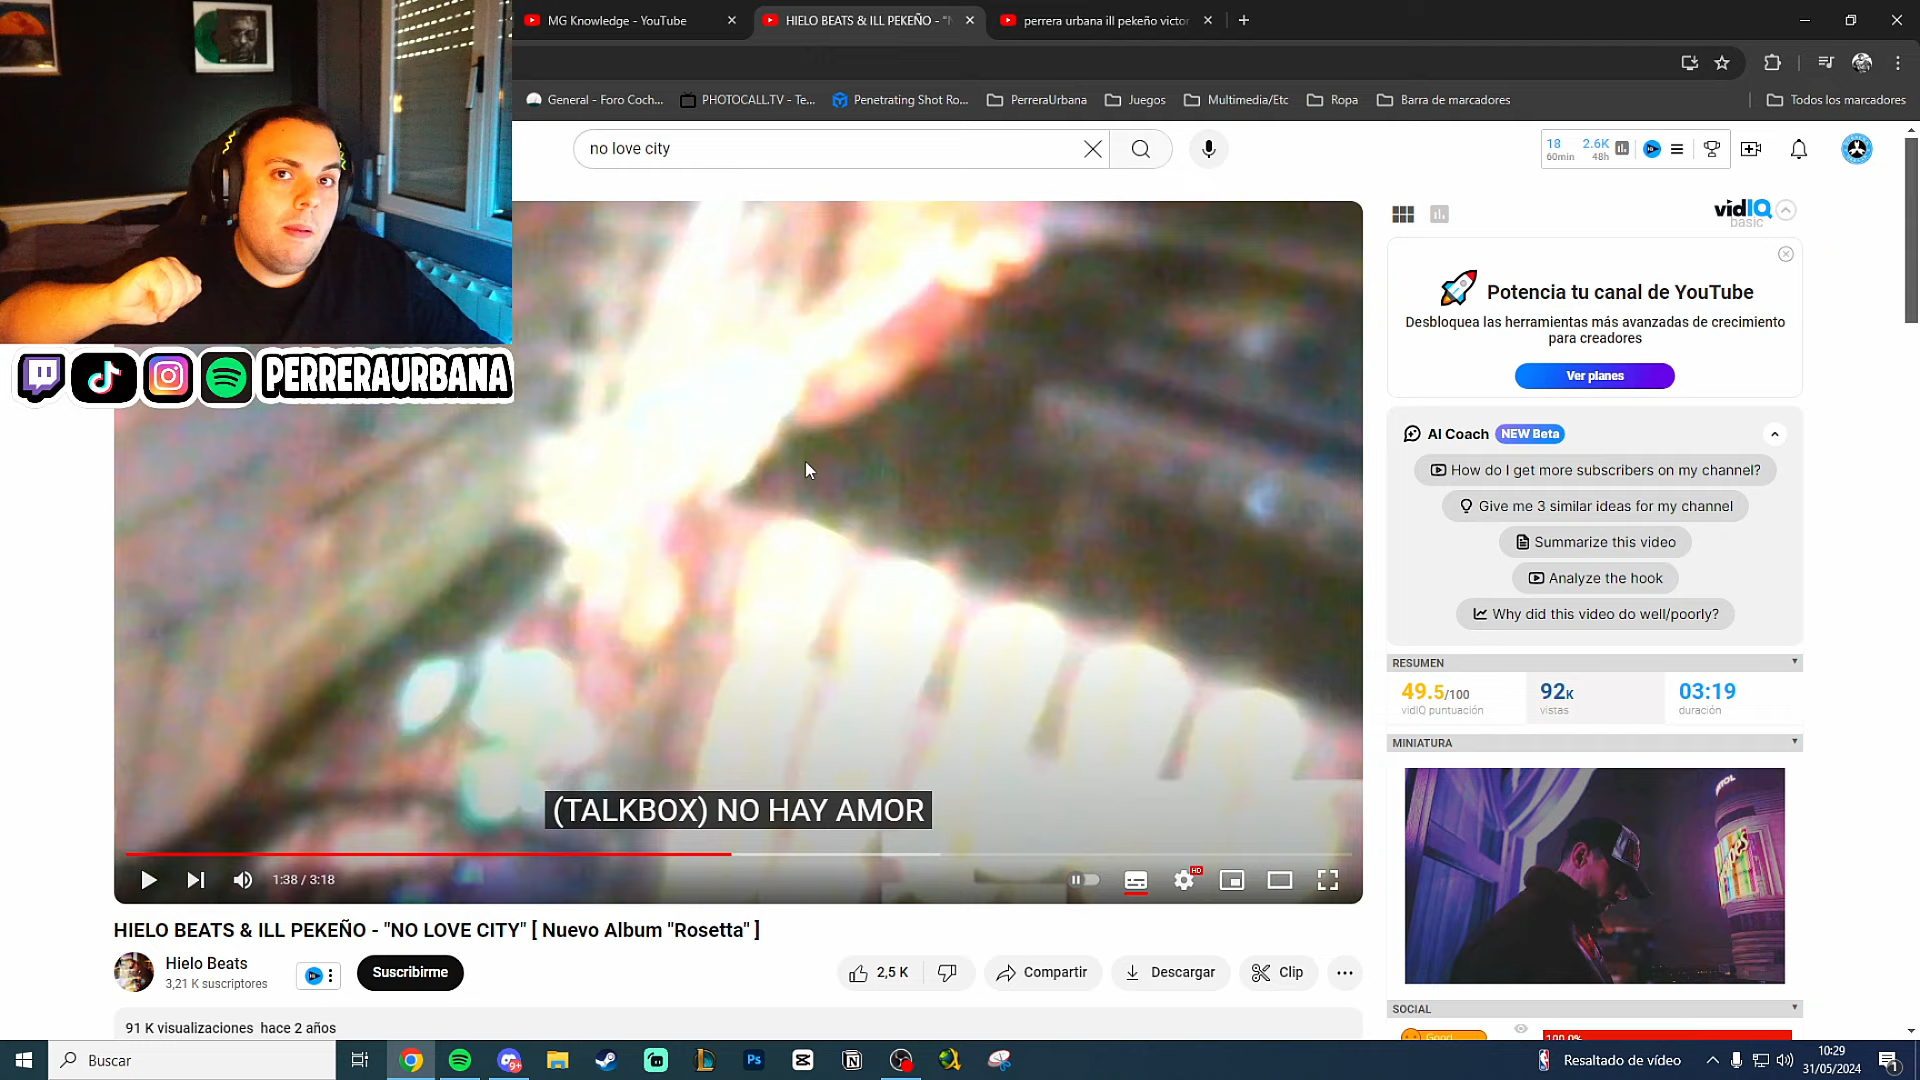 MG Knowledge - YouTube
HIELO BEATS & ILL PEKEÑO - "N
perrera urbana ill pekeño victor
General - Foro Coch...
PHOTOCALL.TV - Te...
Penetrating Shot Ro...
PerreraUrbana
Juegos
Multimedia/Etc
Ropa
Barra de marcadores
Todos los marcadores
no love city
18
60min
2.6K
48h
PERRERAURBANA
vidIQ
basic
Potencia tu canal de YouTube
Desbloquea las herramientas más avanzadas de crecimiento
para creadores
Ver planes
AI Coach NEW Beta
How do I get more subscribers on my channel?
Give me 3 similar ideas for my channel
Summarize this video
Analyze the hook
Why did this video do well/poorly?
RESUMEN
49.5/100
vidIQ puntuación
92K
vistas
03:19
duración
MINIATURA
(TALKBOX) NO HAY AMOR
1:38 / 3:18
HD
HIELO BEATS & ILL PEKEÑO - "NO LOVE CITY" [ Nuevo Album "Rosetta" ]
Hielo Beats
3,21 K suscriptores
Suscribirme
2,5 K
Compartir
Descargar
Clip
SOCIAL
Good
100.0%
91 K visualizaciones hace 2 años
Buscar
Resaltado de vídeo
10:29
31/05/2024